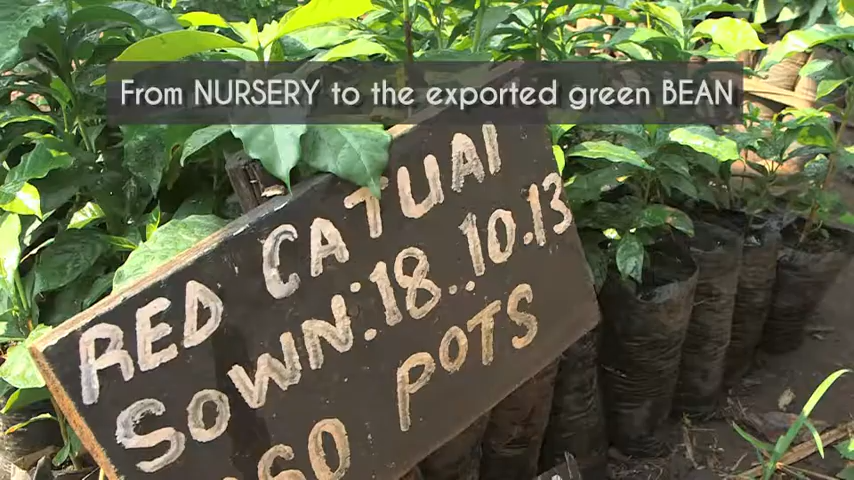 From NURSERY to the exported green BEAN
RED CATUAI
SOWN:18..10.13
60 POTS